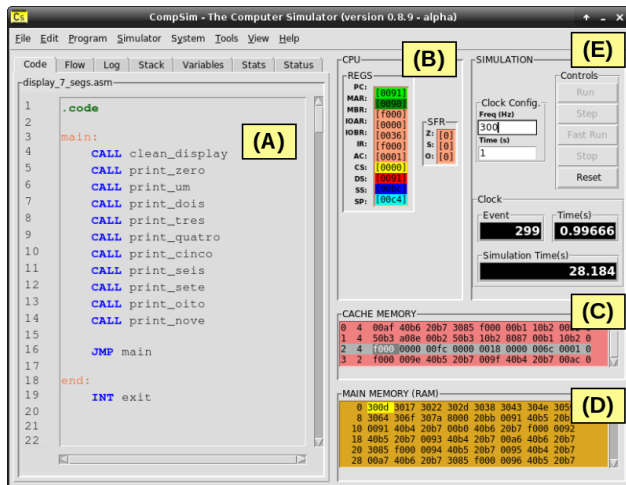 Cs CompSim - The Computer Simulator (version 0.8.9 - alpha)
File Edit Program Simulator System Tools View Help
Code Flow Log Stack Variables Stats Status
display_7_segs.asm
1 .code
2
3 main:
4 CALL clean_display
5 CALL print_zero
6 CALL print_um
7 CALL print_dois
8 CALL print_tres
9 CALL print_quatro
10 CALL print_cinco
11 CALL print_seis
12 CALL print_sete
13 CALL print_oito
14 CALL print_nove
15
16 JMP main
17
18 end:
19 INT exit
20
21
22
(A)
CPU
(B)
REGS
PC: [0091]
MAR: [0090]
MBR: [f000]
IOAR: [0000]
IOBR: [0036]
IR: [f000]
AC: [0001]
CS: [0000]
DS: [0091]
SS:
SP: [00c4]
SFR
Z: [0]
S: [0]
O: [0]
SIMULATION
(E)
Clock Config.
Freq (Hz)
300
Time (s)
1
Controls
Run
Step
Fast Run
Stop
Reset
Clock
Event
299
Time(s)
0.99666
Simulation Time(s)
28.184
CACHE MEMORY
(C)
0 4 00af 40b6 20b7 3085 f000 00b1 10b2
1 4 50b3 a08e 00b2 50b3 10b2 8087 00b1 10b2 0
2 4 f000 0000 00fc 0000 0018 0000 006c 0001 0
3 2 f000 009e 40b5 20b7 009f 40b4 20b7 00ac 0
MAIN MEMORY (RAM)
(D)
0 300d 3017 3022 302d 3038 3043 304e 3059
8 3064 306f 307a 8000 20bb 0091 40b5 20b7
10 0091 40b4 20b7 00b0 40b6 20b7 f000 0092
18 40b5 20b7 0093 40b4 20b7 00a6 40b6 20b7
20 3085 f000 0094 40b5 20b7 0095 40b4 20b7
28 00a7 40b6 20b7 3085 f000 0096 40b5 20b7